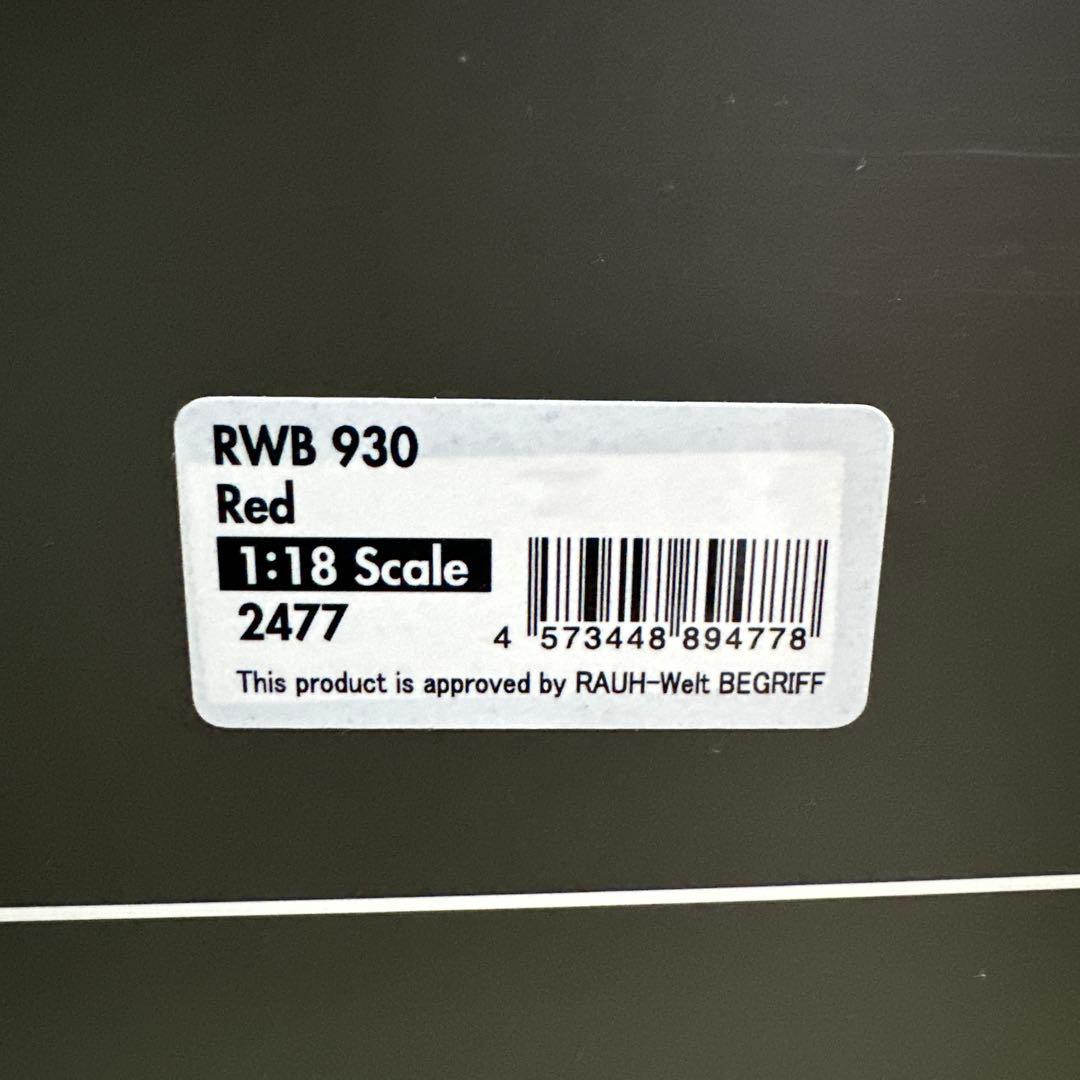 RWB 930
Red
1:18 Scale
2477
4 573448 894778
This product is approved by RAUH-Welt BEGRIFF